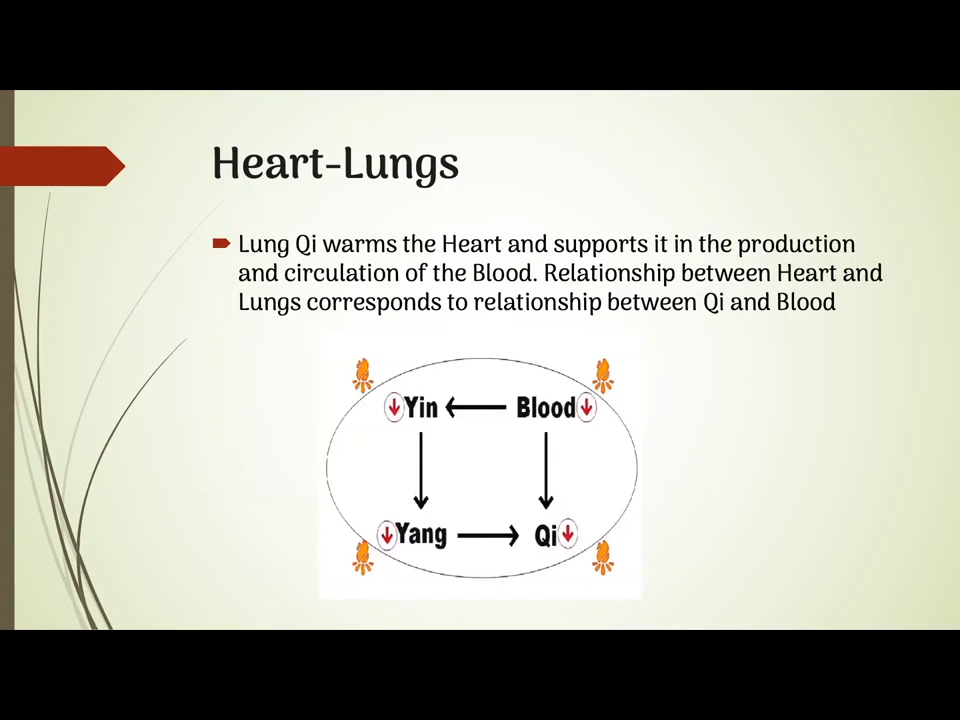 Heart-Lungs
Lung Qi warms the Heart and supports it in the production
and circulation of the Blood. Relationship between Heart and
Lungs corresponds to relationship between Qi and Blood
Yin Blood
Yang Qi